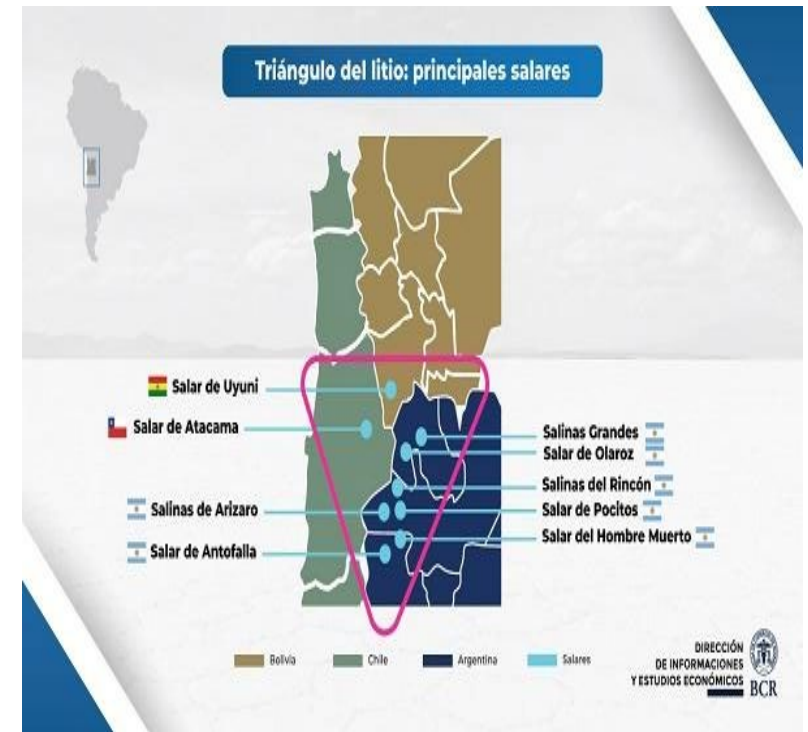 Triángulo del litio: principales salares
Salar de Uyuni
Salar de Atacama
Salinas de Arizaro
Salar de Antofalla
Salinas Grandes
Salar de Olaroz
Salinas del Rincón
Salar de Pocitos
Salar del Hombre Muerto
Bolivia
Chile
Argentina
Salares
DIRECCIÓN
DE INFORMACIONES
Y ESTUDIOS ECONÓMICOS
BCR